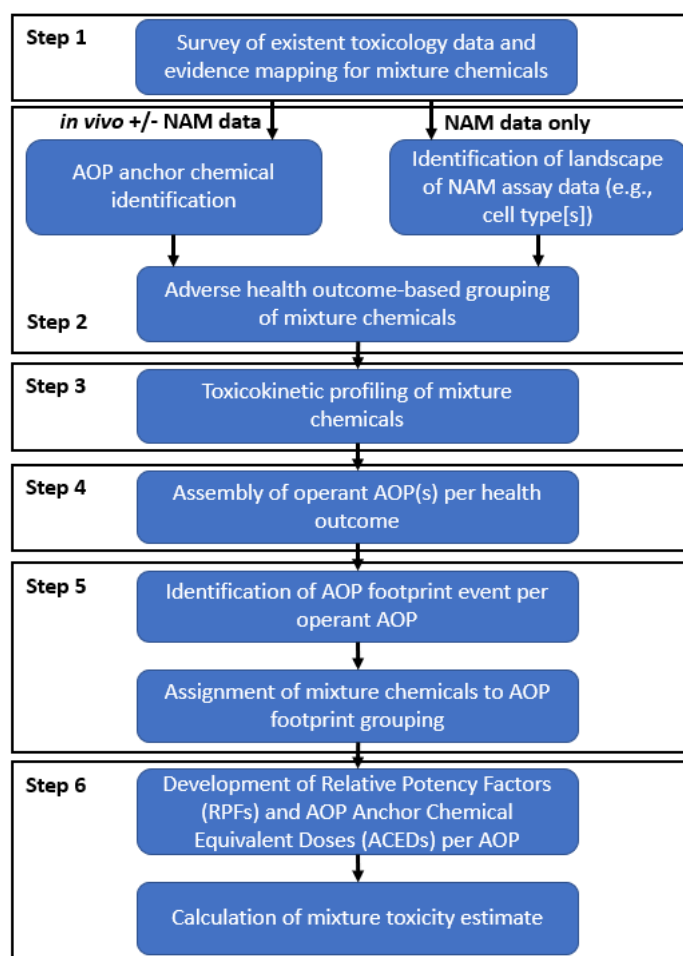 Step 1
Survey of existent toxicology data and
evidence mapping for mixture chemicals
in vivo +/- NAM data
NAM data only
AOP anchor chemical
identification
Identification of landscape
of NAM assay data (e.g.,
cell type[s])
Step 2
Adverse health outcome-based grouping
of mixture chemicals
Step 3
Toxicokinetic profiling of mixture
chemicals
Step 4
Assembly of operant AOP(s) per health
outcome
Step 5
Identification of AOP footprint event per
operant AOP
Assignment of mixture chemicals to AOP
footprint grouping
Step 6
Development of Relative Potency Factors
(RPFs) and AOP Anchor Chemical
Equivalent Doses (ACEDs) per AOP
Calculation of mixture toxicity estimate